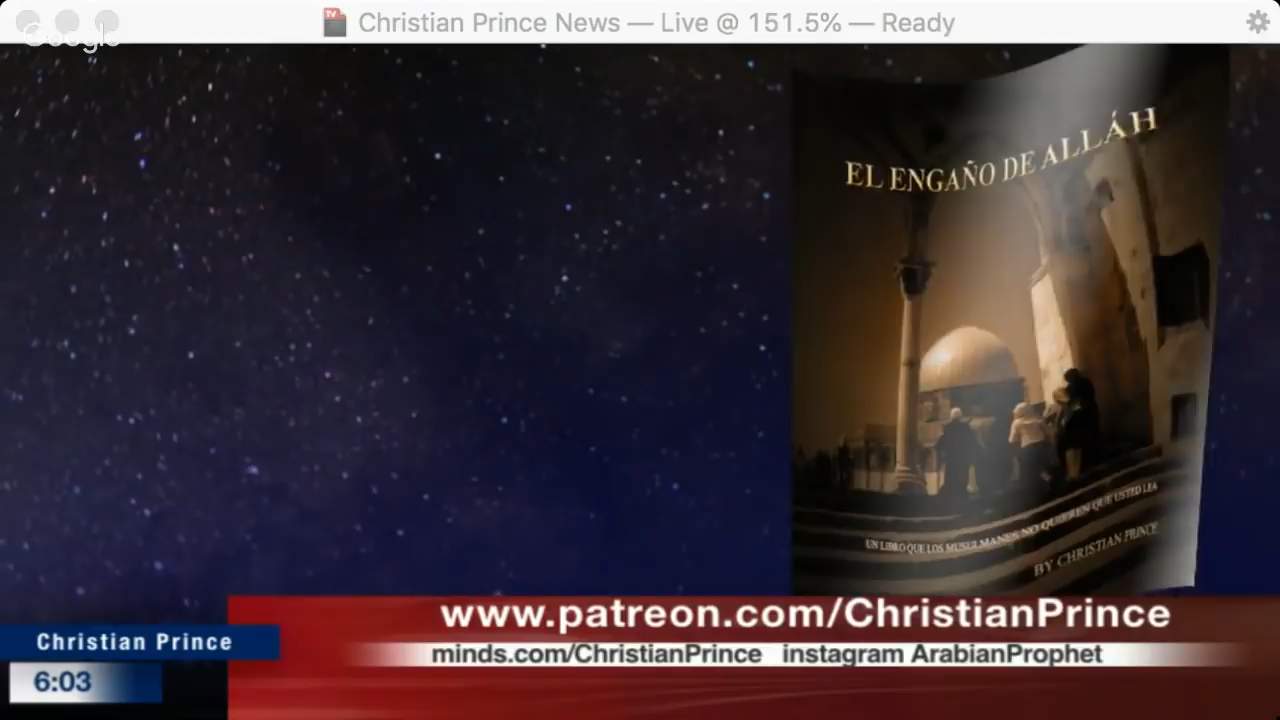 Christian Prince News — Live @ 151.5% — Ready
Google
EL ENGAÑO DE ALLÁH
UN LIBRO QUE LOS MUSULMANES NO QUIEREN QUE USTED LEA
BY CHRISTIAN PRINCE
www.patreon.com/ChristianPrince
Christian Prince
minds.com/ChristianPrince instagram ArabianProphet
6:03